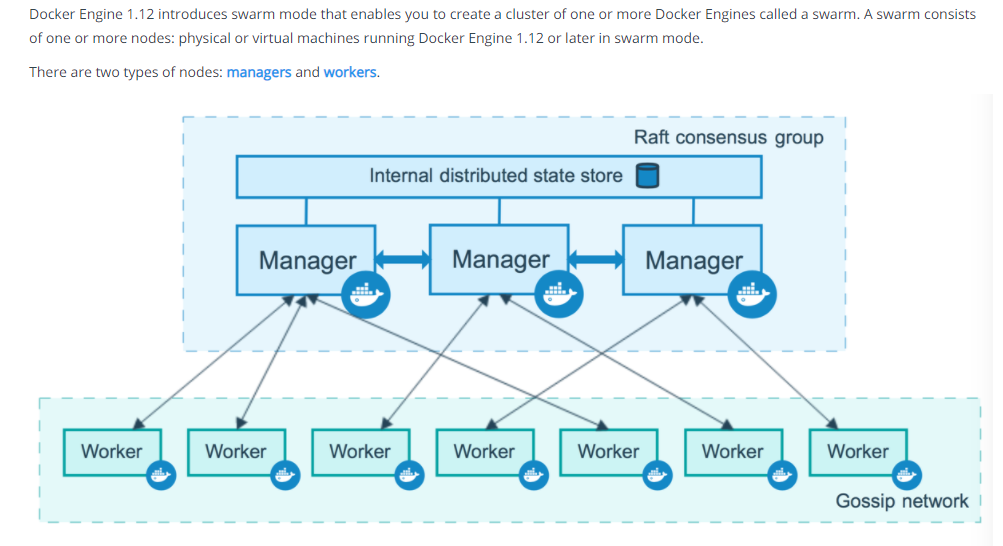 Docker Engine 1.12 introduces swarm mode that enables you to create a cluster of one or more Docker Engines called a swarm. A swarm consists
of one or more nodes: physical or virtual machines running Docker Engine 1.12 or later in swarm mode.
There are two types of nodes: managers and workers.
Raft consensus group
Internal distributed state store
Manager Manager Manager
Worker Worker Worker Worker Worker Worker Worker
Gossip network